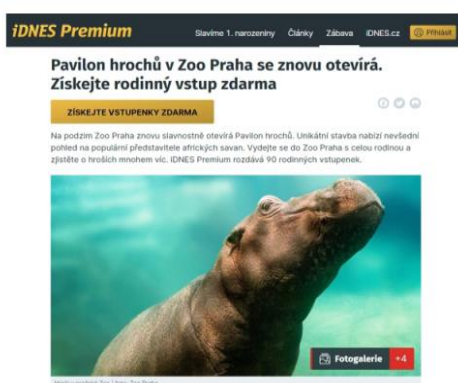 iDNES Premium
Slavíme 1. narozeniny Články Zábava iDNES.cz Přihlásit
Pavilon hrochů v Zoo Praha se znovu otevírá.
Získejte rodinný vstup zdarma
ZÍSKEJTE VSTUPENKY ZDARMA
Na podzim Zoo Praha znovu slavnostně otevírá Pavilon hrochů. Unikátní stavba nabízí nevšední
pohled na populární představitele afrických savan. Vydejte se do Zoo Praha s celou rodinou a
zjistěte o hroších mnohem víc. iDNES Premium rozdává 90 rodinných vstupenek.
Fotogalerie +4